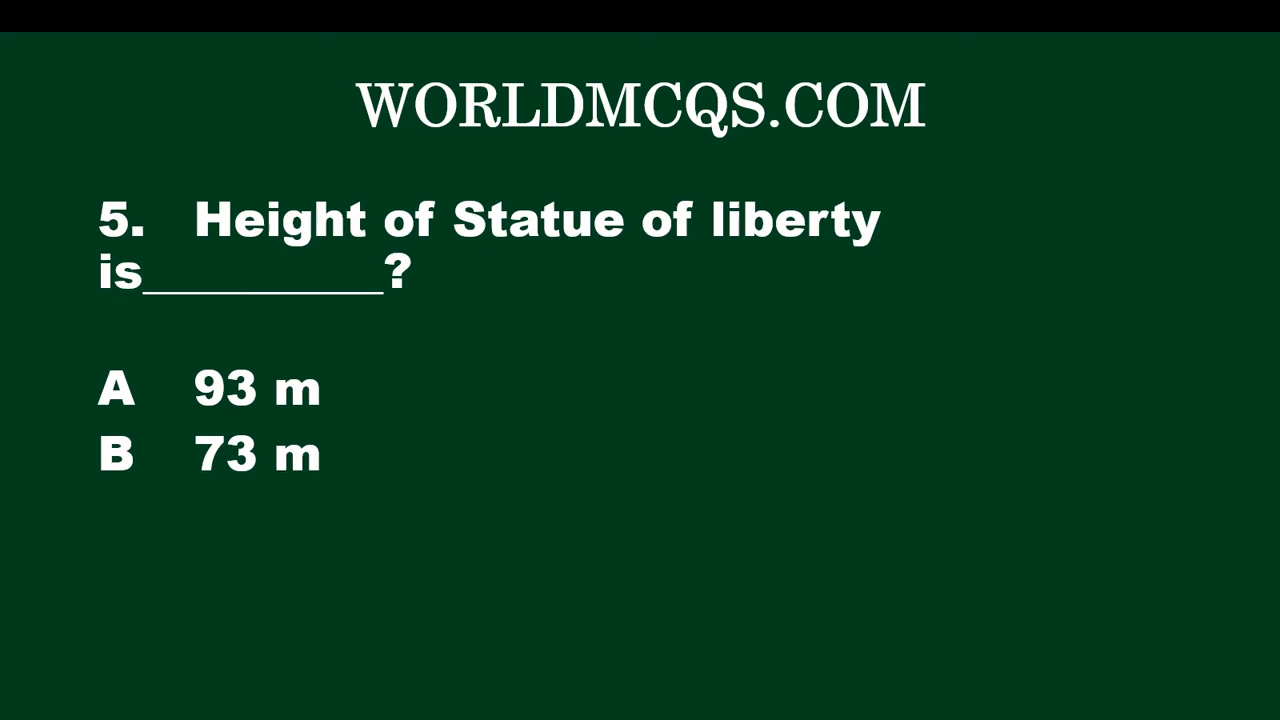 WORLDMCQS.COM
5. Height of Statue of liberty
is__________?
A 93 m
B 73 m